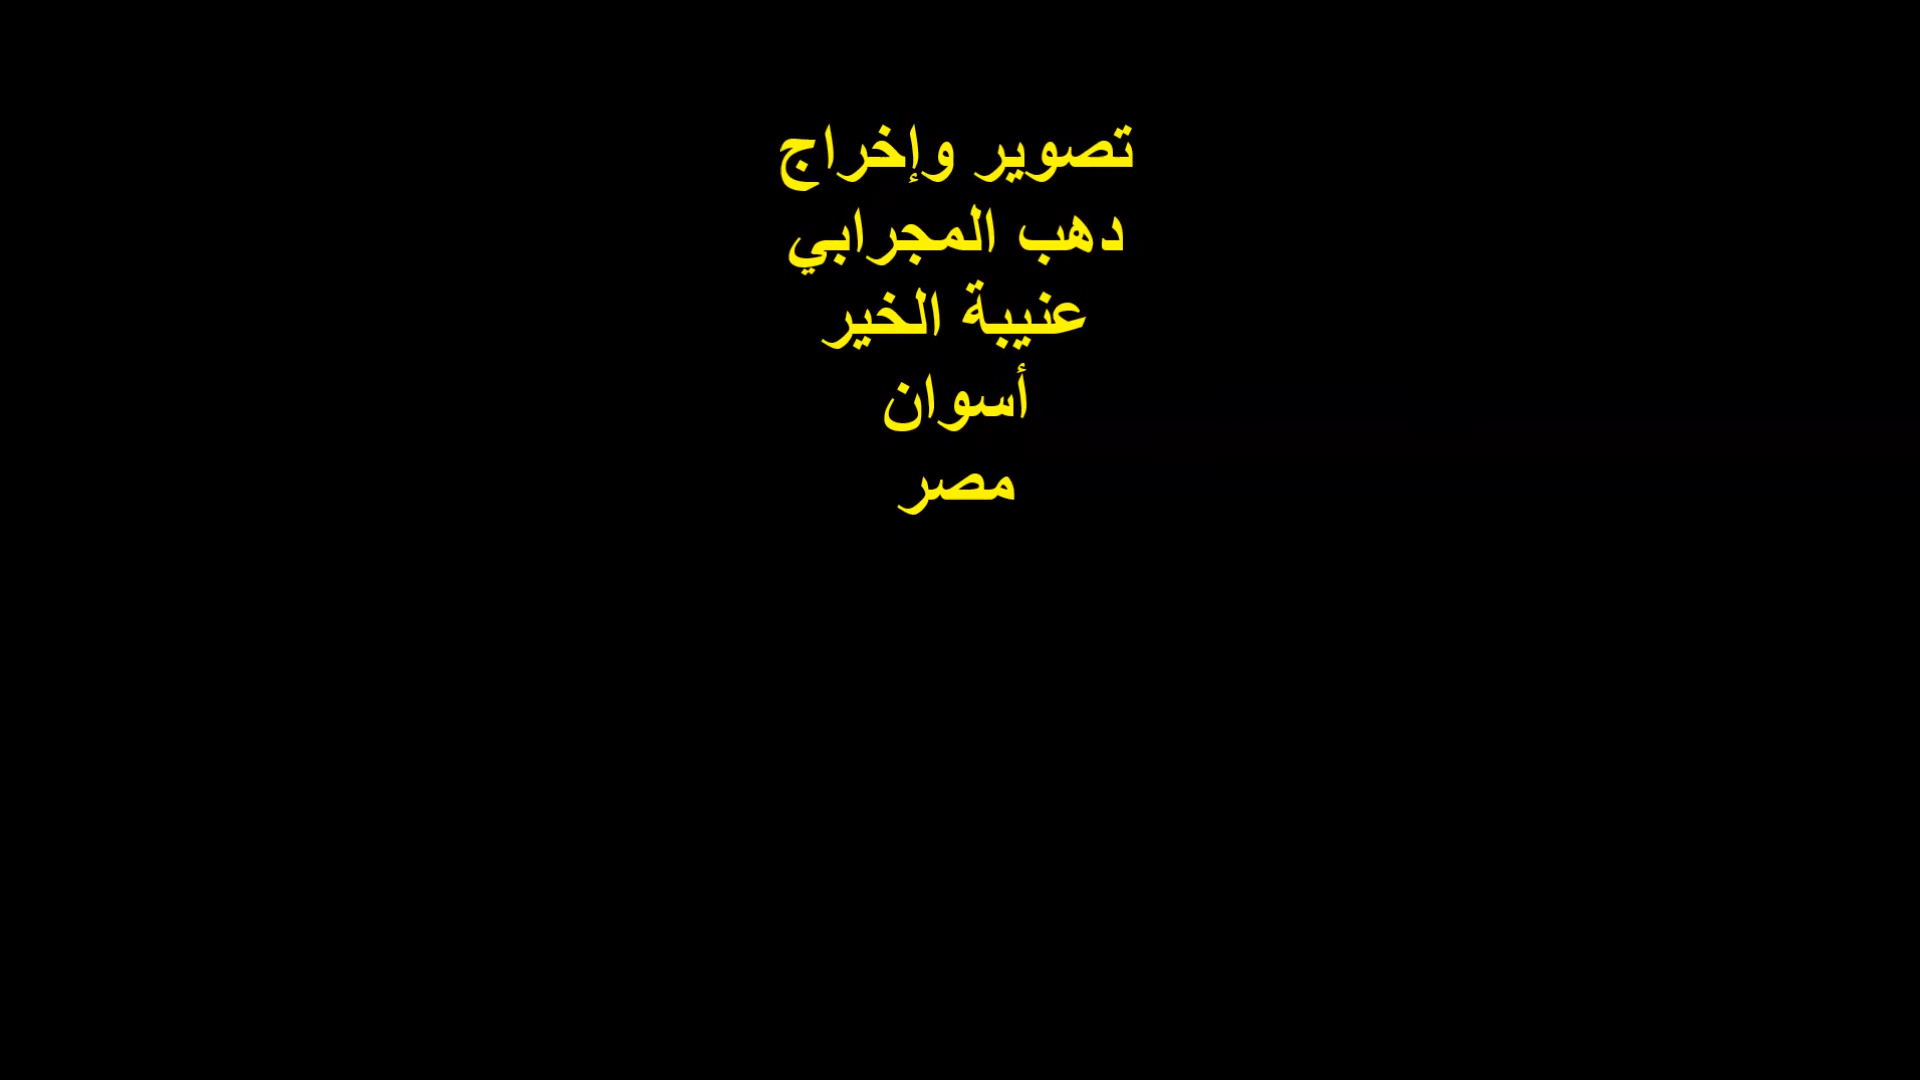 تصوير وإخراج
دهب المجرابي
عنيبة الخير
أسوان
مصر